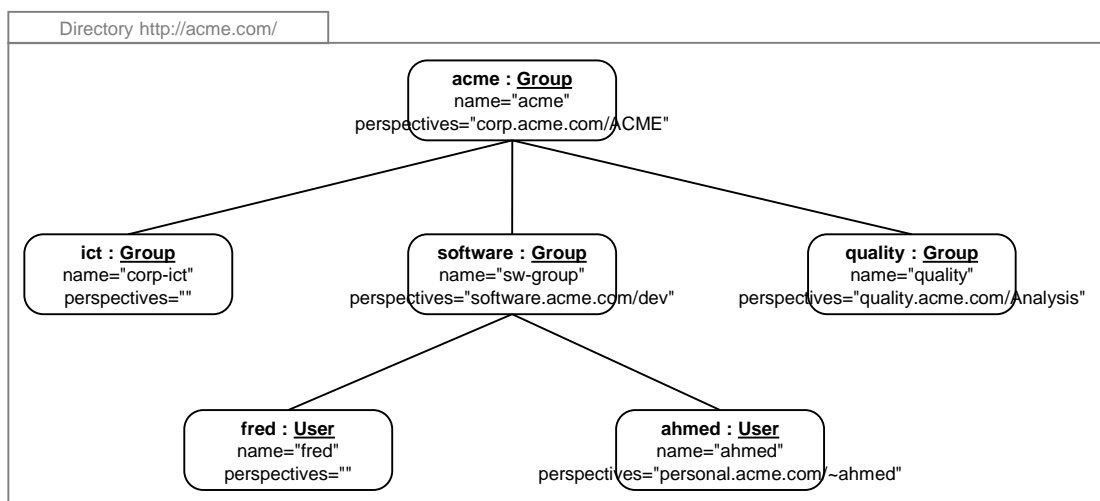 Directory http://acme.com/
acme : Group
name="acme"
perspectives="corp.acme.com/ACME"
ict : Group
name="corp-ict"
perspectives=""
software : Group
name="sw-group"
perspectives="software.acme.com/dev"
quality : Group
name="quality"
perspectives="quality.acme.com/Analysis"
fred : User
name="fred"
perspectives=""
ahmed : User
name="ahmed"
perspectives="personal.acme.com/~ahmed"